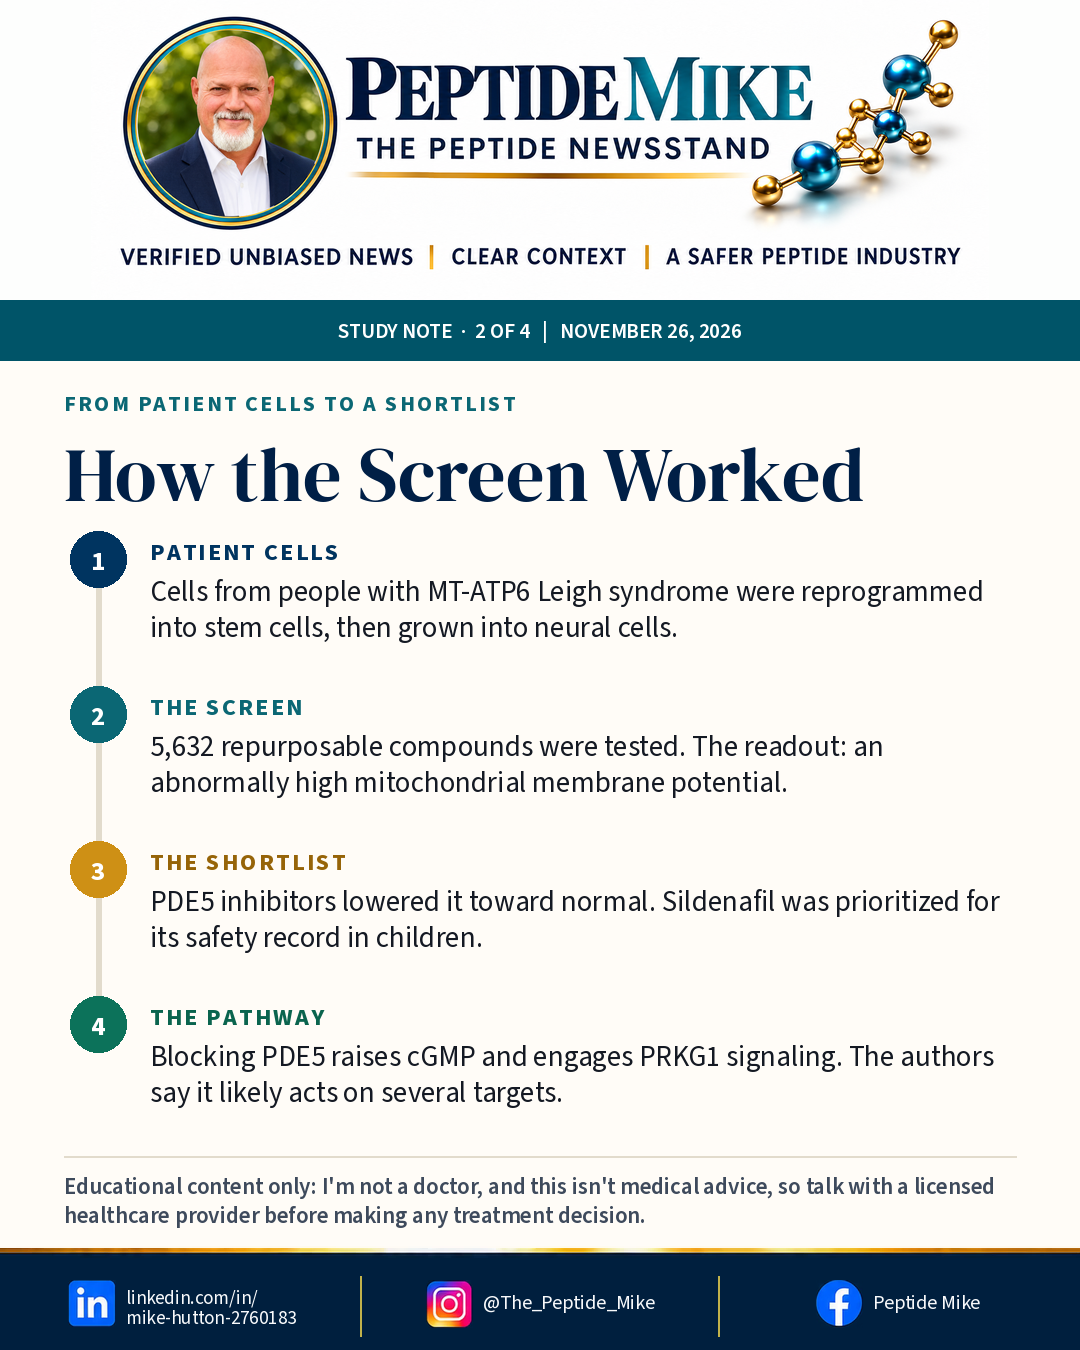 PEPTIDEMIKE
THE PEPTIDE NEWSSTAND
VERIFIED UNBIASED NEWS | CLEAR CONTEXT | A SAFER PEPTIDE INDUSTRY
STUDY NOTE · 2 OF 4 | NOVEMBER 26, 2026
FROM PATIENT CELLS TO A SHORTLIST
How the Screen Worked
1
PATIENT CELLS
Cells from people with MT-ATP6 Leigh syndrome were reprogrammed
into stem cells, then grown into neural cells.
2
THE SCREEN
5,632 repurposable compounds were tested. The readout: an
abnormally high mitochondrial membrane potential.
3
THE SHORTLIST
PDE5 inhibitors lowered it toward normal. Sildenafil was prioritized for
its safety record in children.
4
THE PATHWAY
Blocking PDE5 raises cGMP and engages PRKG1 signaling. The authors
say it likely acts on several targets.
Educational content only: I'm not a doctor, and this isn't medical advice, so talk with a licensed
healthcare provider before making any treatment decision.
in
linkedin.com/in/
mike-hutton-2760183
@The_Peptide_Mike
f
Peptide Mike